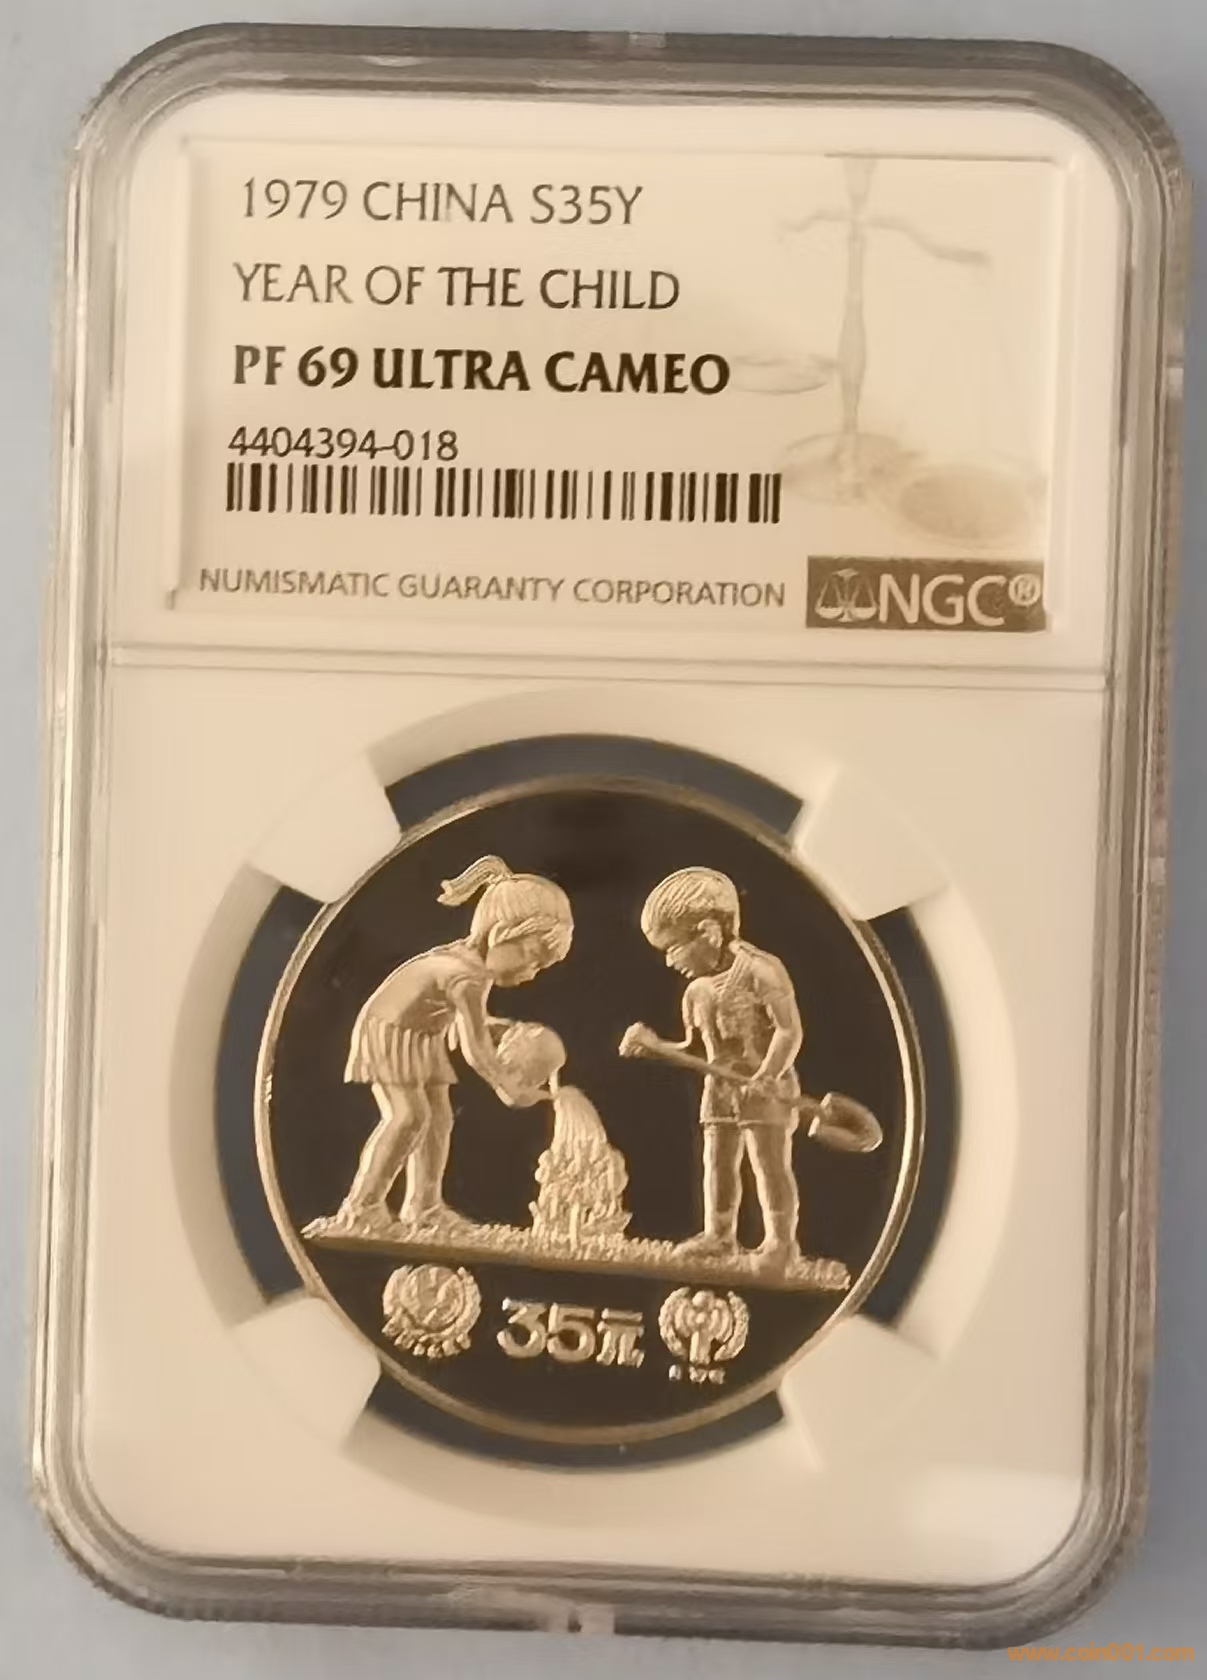 1979 CHINA S35Y
YEAR OF THE CHILD
PF 69 ULTRA CAMEO
4404394-018
NUMISMATIC GUARANTY CORPORATION
NGC®
35元
www.coin001.com